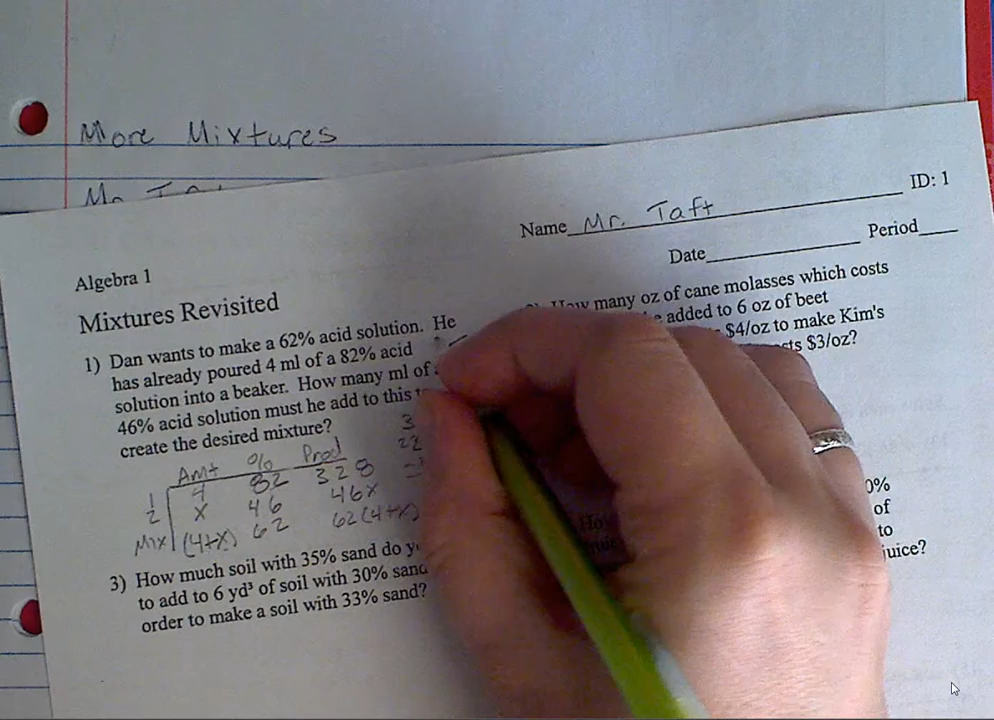 More Mixtures
Name Mr. Taft ID: 1
Date Period
Algebra 1
Mixtures Revisited
1) Dan wants to make a 62% acid solution. He
has already poured 4 ml of a 82% acid
solution into a beaker. How many ml of
46% acid solution must he add to this
create the desired mixture?
Amt % Prod
1 4 82 328
2 x 46 46x
Mix (4+x) 62 62(4+x)
3) How much soil with 35% sand do
to add to 6 yd³ of soil with 30% sand
order to make a soil with 33% sand?
many oz of cane molasses which costs
added to 6 oz of beet
$4/oz to make Kim's
$3/oz?
0%
of
to
juice?